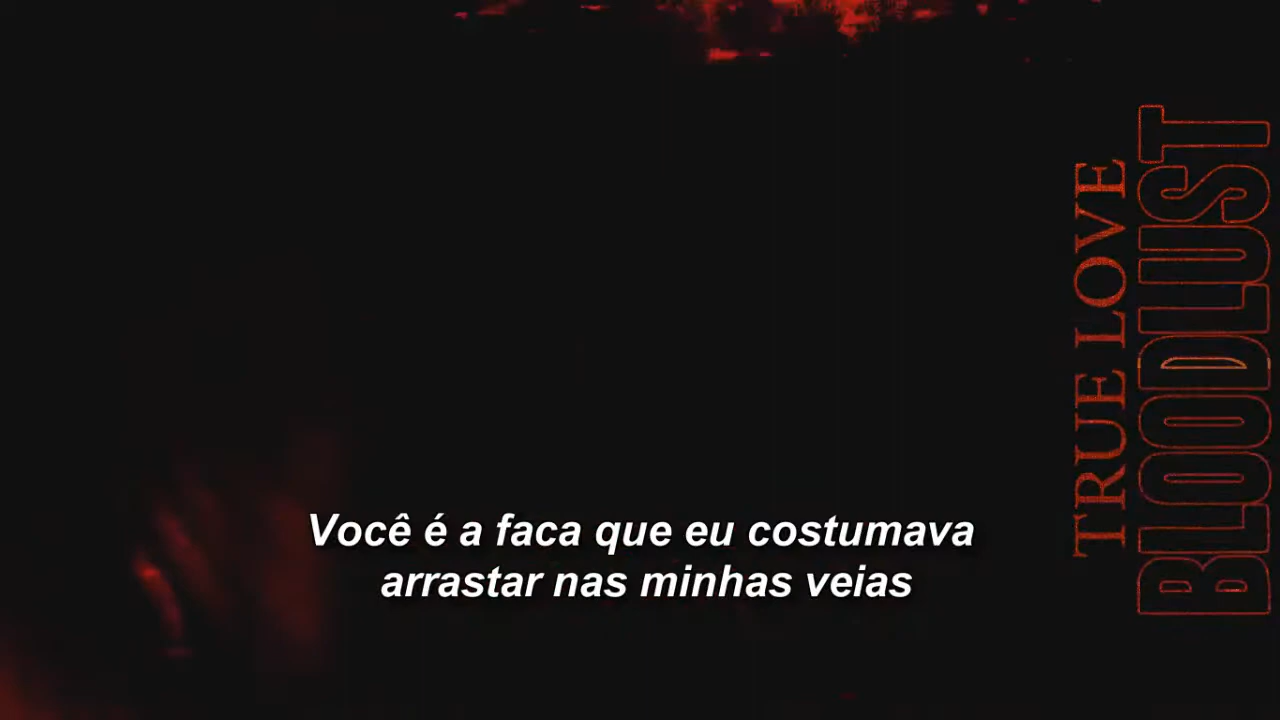 TRUE LOVE
BLOODLUST
Você é a faca que eu costumava
arrastar nas minhas veias